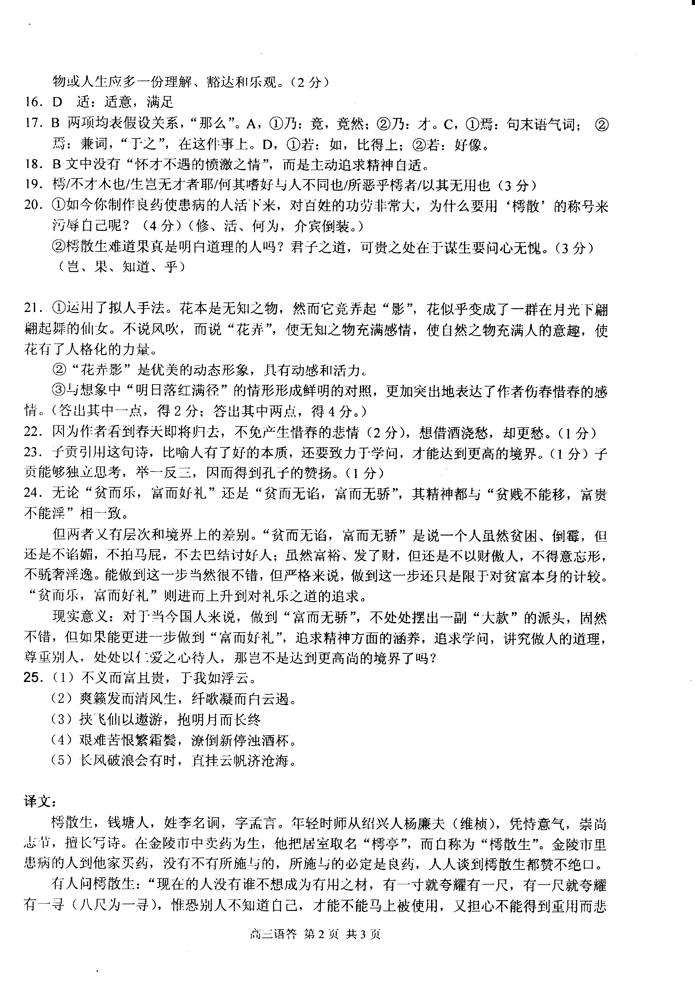 物或人生应多一份理解、豁达和乐观。（2 分）
16．D　适：适意，满足
17．B 两项均表假设关系，“那么”。A，①乃：竟，竟然；②乃：才。C，①焉：句末语气词；②
焉：兼词，“于之”，在这件事上。D，①若：如，比得上；②若：好像。
18．B 文中没有“怀才不遇的愤激之情”，而是主动追求精神自适。
19．樗/不才木也/生岂无才者耶/何其嗜好与人不同也/所恶乎樗者/以其无用也（3 分）
20．①如今你制作良药使患病的人活下来，对百姓的功劳非常大，为什么要用‘樗散’的称号来
污辱自己呢？（4 分）（修、活、何为，介宾倒装。）
②樗散生难道果真是明白道理的人吗？君子之道，可贵之处在于谋生要问心无愧。（3 分）
（岂、果、知道、乎）
21．①运用了拟人手法。花本是无知之物，然而它竞弄起“影”，花似乎变成了一群在月光下翩
翩起舞的仙女。不说风吹，而说“花弄”，使无知之物充满感情，使自然之物充满人的意趣，使
花有了人格化的力量。
②“花弄影”是优美的动态形象，具有动感和活力。
③与想象中“明日落红满径”的情形形成鲜明的对照，更加突出地表达了作者伤春惜春的感
情。（答出其中一点，得 2 分；答出其中两点，得 4 分。）
22．因为作者看到春天即将归去，不免产生惜春的悲情（2 分），想借酒浇愁，却更愁。（1 分）
23．子贡引用这句诗，比喻人有了好的本质，还要致力于学问，才能达到更高的境界。（1 分）子
贡能够独立思考，举一反三，因而得到孔子的赞扬。（1 分）
24．无论“贫而乐，富而好礼”还是“贫而无谄，富而无骄”，其精神都与“贫贱不能移，富贵
不能淫”相一致。
但两者又有层次和境界上的差别。“贫而无谄，富而无骄”是说一个人虽然贫困、倒霉，但
还是不谄媚，不拍马屁，不去巴结讨好人；虽然富裕、发了财，但还是不以财傲人，不得意忘形，
不骄奢淫逸。能做到这一步当然很不错，但严格来说，做到这一步还只是限于对贫富本身的计较。
“贫而乐，富而好礼”则进而上升到对礼乐之道的追求。
现实意义：对于当今国人来说，做到“富而无骄”，不处处摆出一副“大款”的派头，固然
不错，但如果能更进一步做到“富而好礼”，追求精神方面的涵养，追求学问，讲究做人的道理，
尊重别人，处处以仁爱之心待人，那岂不是达到更高尚的境界了吗？
25．（1）不义而富且贵，于我如浮云。
（2）爽籁发而清风生，纤歌凝而白云遏。
（3）挟飞仙以遨游，抱明月而长终
（4）艰难苦恨繁霜鬓，潦倒新停浊酒杯。
（5）长风破浪会有时，直挂云帆济沧海。
译文：
樗散生，钱塘人，姓李名诇，字孟言。年轻时师从绍兴人杨廉夫（维桢），凭恃意气，崇尚
志节，擅长写诗。在金陵市中卖药为生，他把居室取名“樗亭”，而自称为“樗散生”。金陵市里
患病的人到他家买药，没有不有所施与的，所施与的必定是良药，人人谈到樗散生都赞不绝口。
有人问樗散生：“现在的人没有谁不想成为有用之材，有一寸就夸耀有一尺，有一尺就夸耀
有一寻（八尺为一寻），惟恐别人不知道自己，才能不能马上被使用，又担心不能得到重用而悲
高三语答 第 2 页 共 3 页